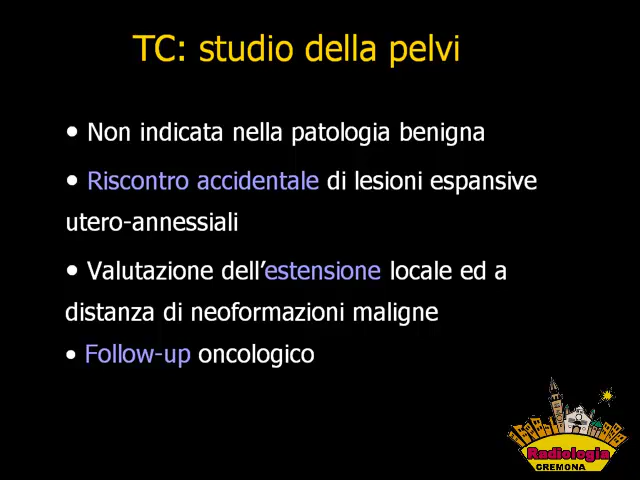 TC: studio della pelvi
• Non indicata nella patologia benigna
• Riscontro accidentale di lesioni espansive
utero-annessiali
• Valutazione dell’estensione locale ed a
distanza di neoformazioni maligne
• Follow-up oncologico
Radiologia
CREMONA